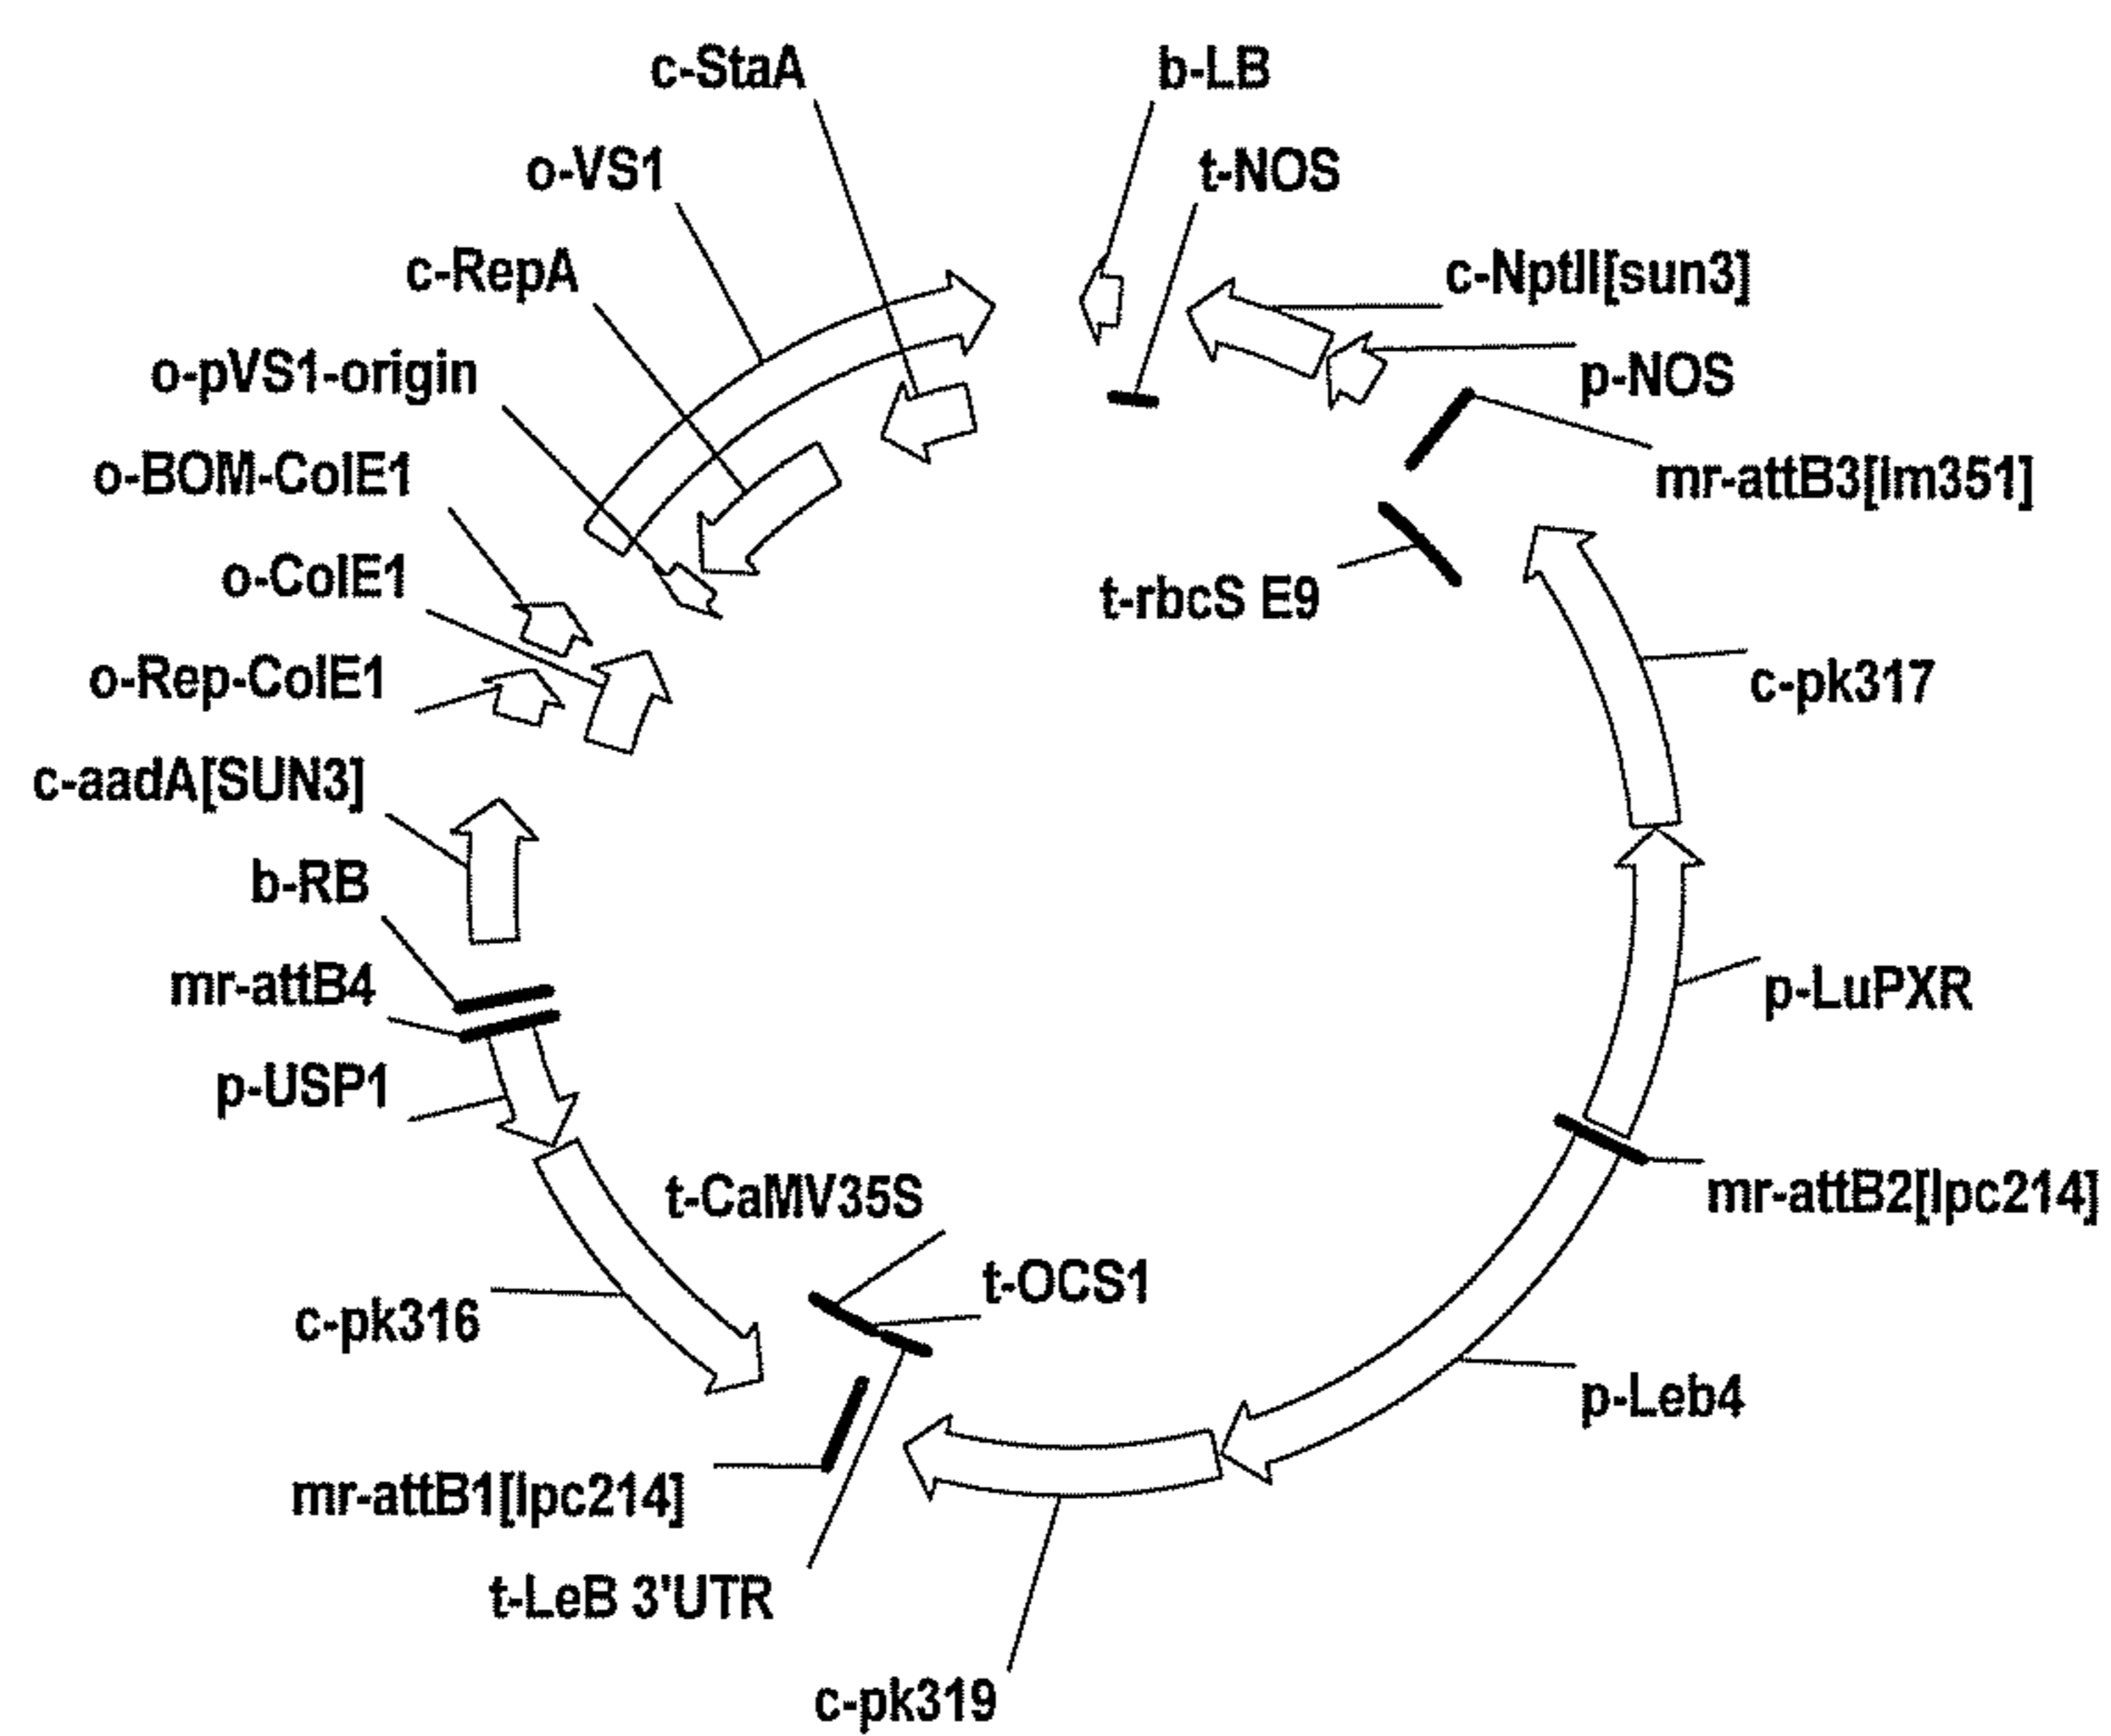 c-StaA
b-LB
o-VS1
t-NOS
c-RepA
c-NptII[sun3]
o-pVS1-origin
p-NOS
o-BOM-ColE1
mr-attB3[lm351]
o-ColE1
t-rbcS E9
o-Rep-ColE1
c-pk317
c-aadA[SUN3]
b-RB
mr-attB4
p-LuPXR
p-USP1
t-CaMV35S
mr-attB2[lpc214]
t-OCS1
c-pk316
p-Leb4
mr-attB1[lpc214]
t-LeB 3'UTR
c-pk319